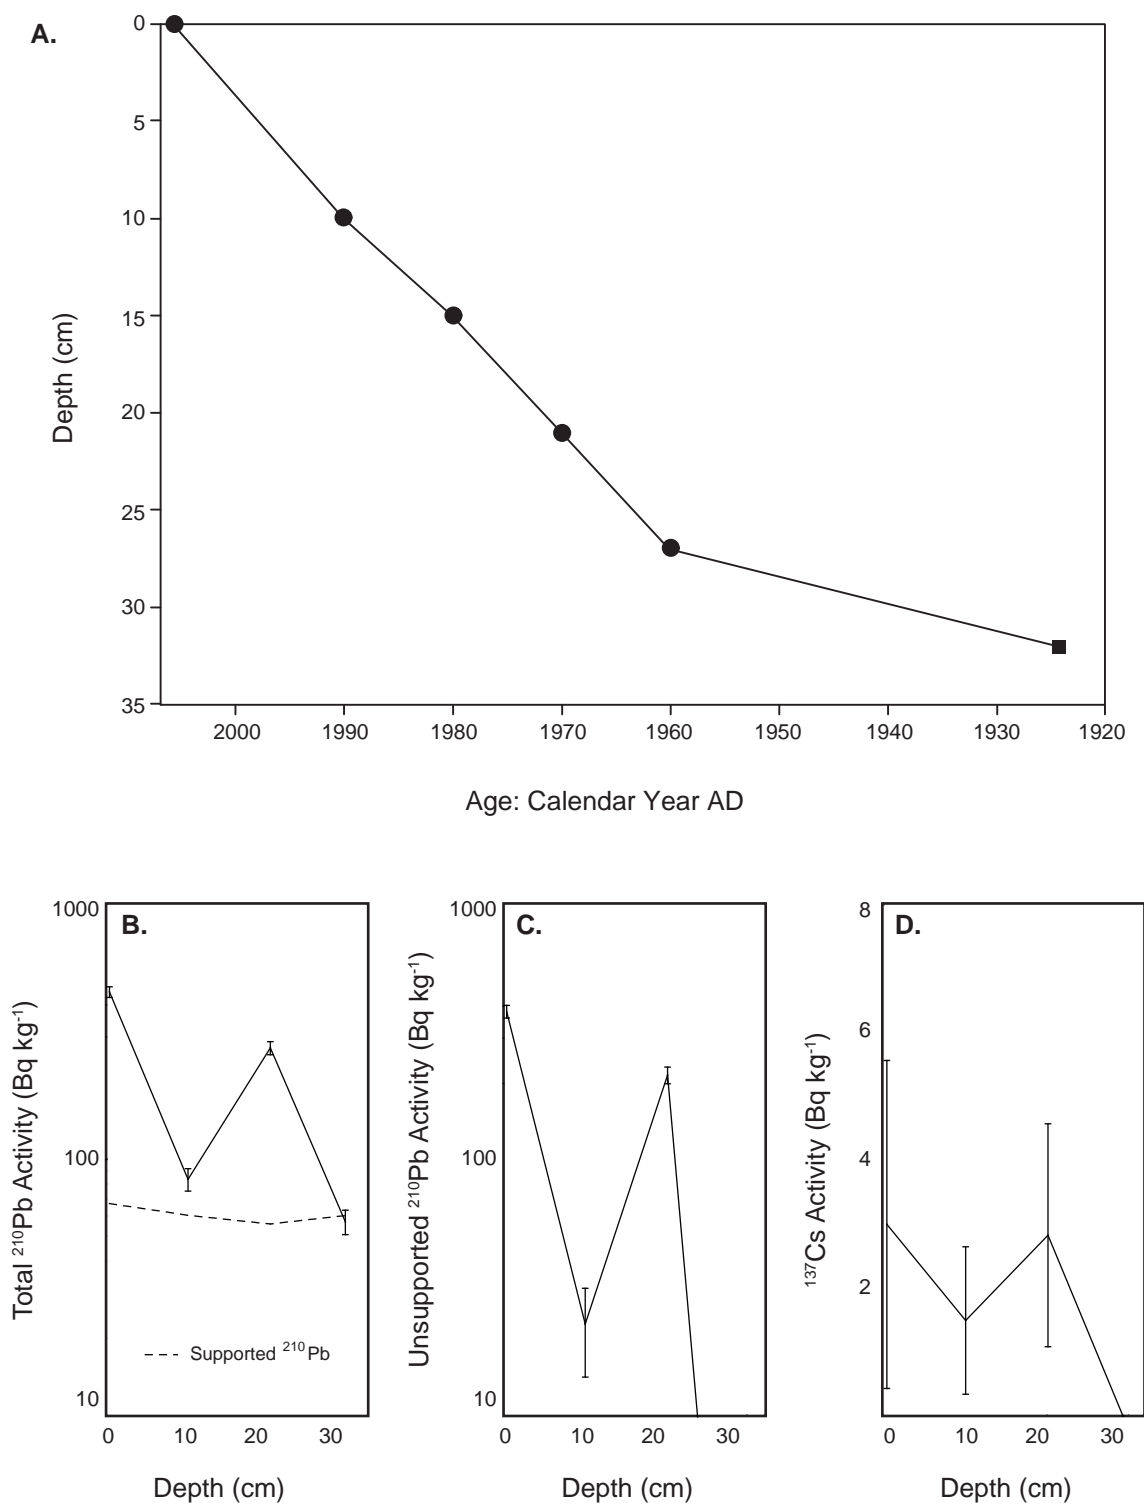 A.
0
5
10
15
20
25
30
35
Depth (cm)
2000 1990 1980 1970 1960 1950 1940 1930 1920
Age: Calendar Year AD
B.
1000
100
10
Total ²¹⁰Pb Activity (Bq kg⁻¹)
Supported ²¹⁰Pb
0 10 20 30
Depth (cm)
C.
1000
100
10
Unsupported ²¹⁰Pb Activity (Bq kg⁻¹)
0 10 20 30
Depth (cm)
D.
8
6
4
2
¹³⁷Cs Activity (Bq kg⁻¹)
0 10 20 30
Depth (cm)